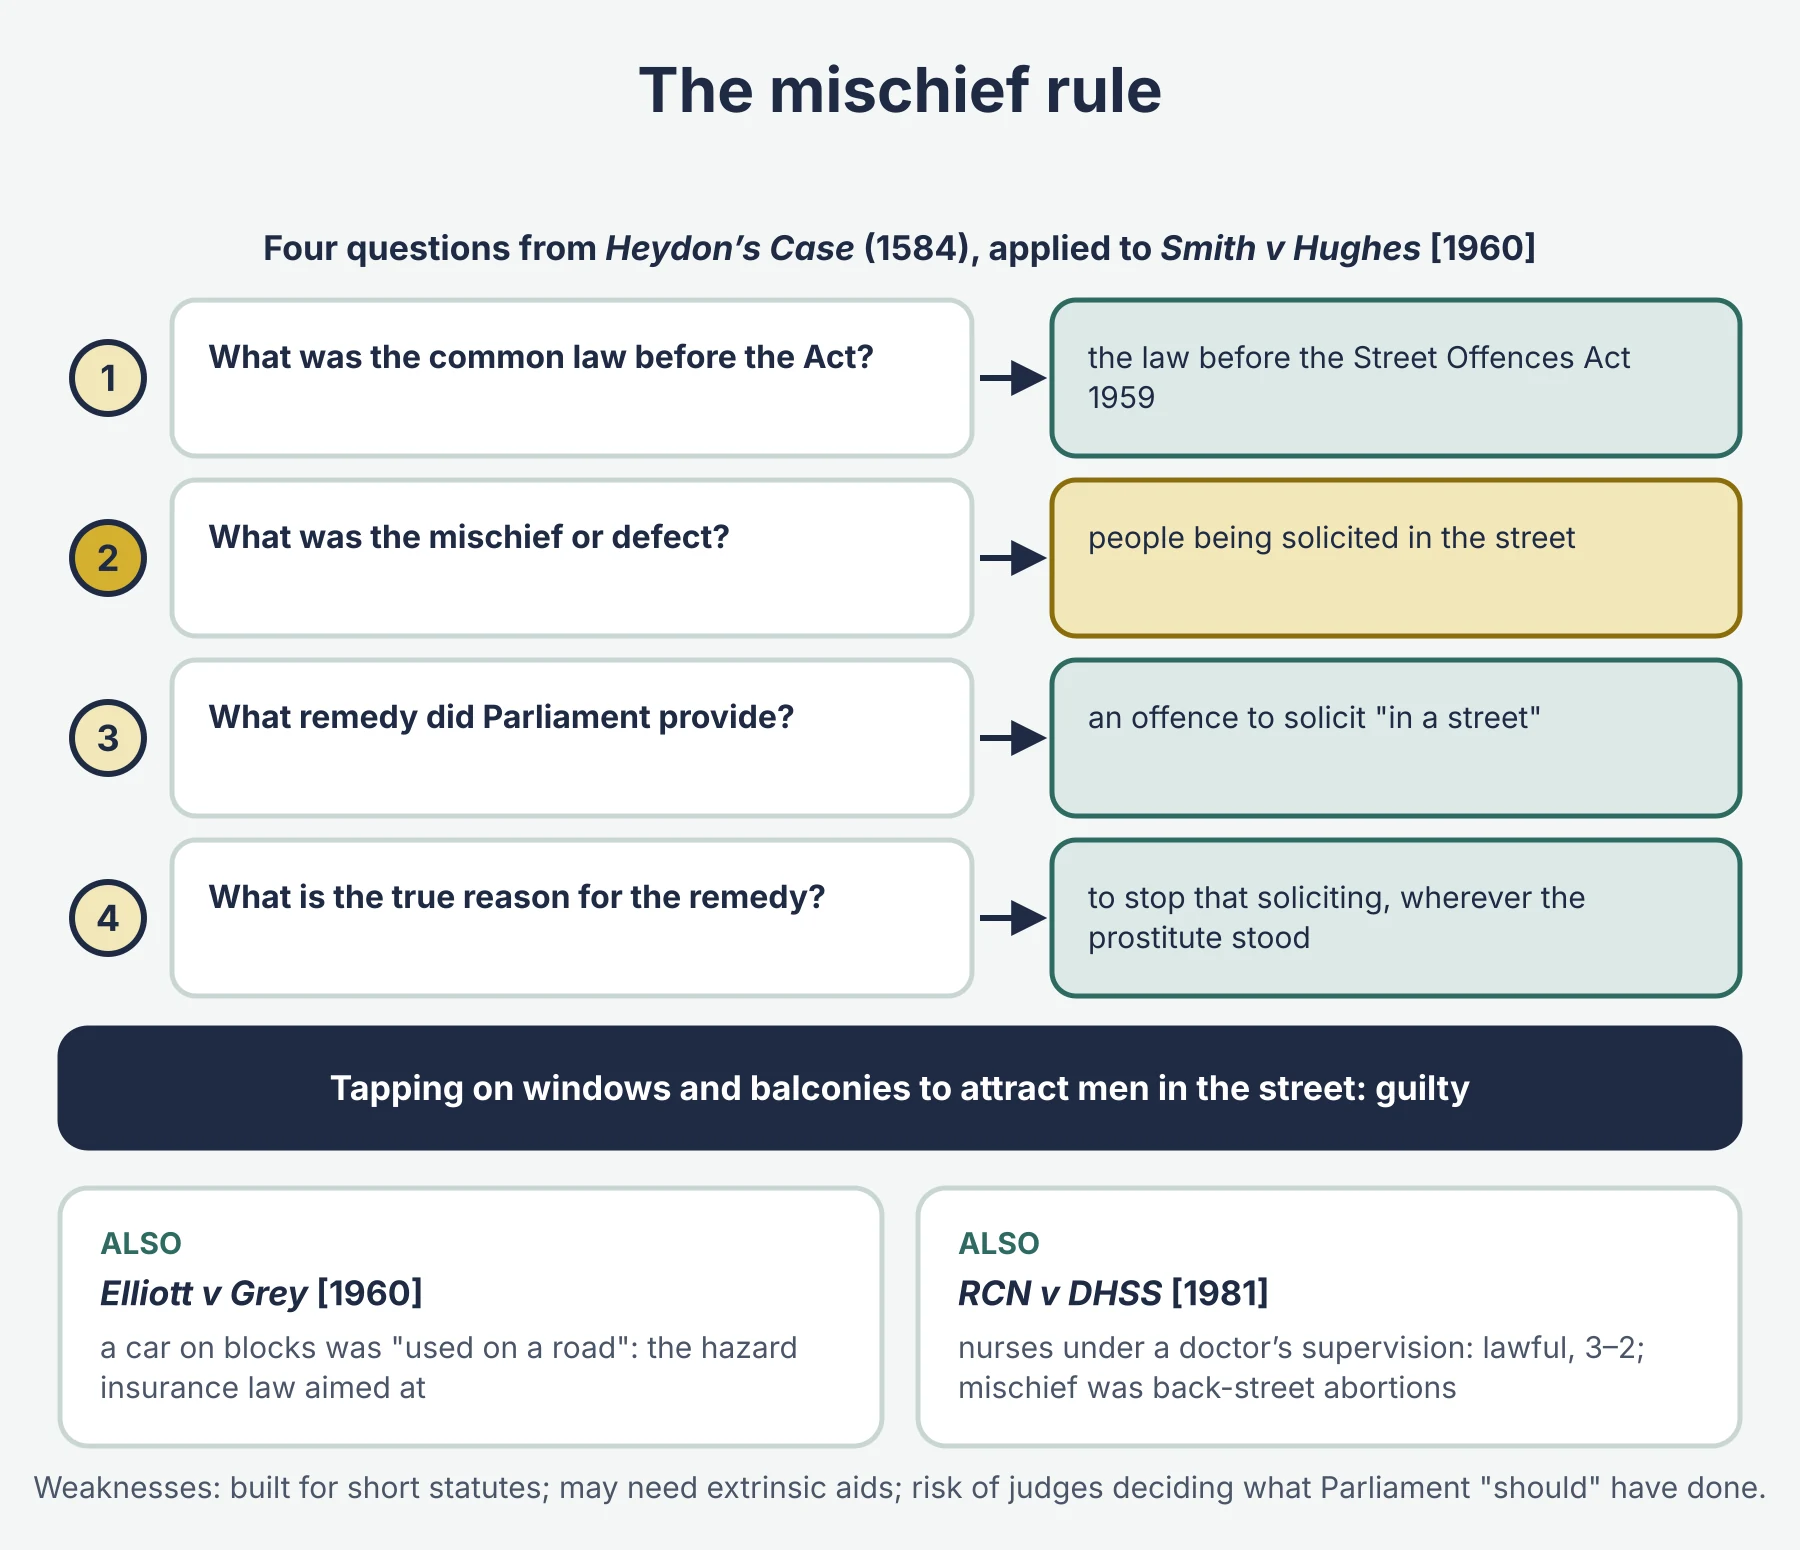 The mischief rule
Four questions from Heydon’s Case (1584), applied to Smith v Hughes [1960]
1
What was the common law before the Act?
the law before the Street Offences Act
1959
2
What was the mischief or defect?
people being solicited in the street
3
What remedy did Parliament provide?
an offence to solicit "in a street"
4
What is the true reason for the remedy?
to stop that soliciting, wherever the
prostitute stood
Tapping on windows and balconies to attract men in the street: guilty
ALSO
Elliott v Grey [1960]
a car on blocks was "used on a road": the hazard
insurance law aimed at
ALSO
RCN v DHSS [1981]
nurses under a doctor’s supervision: lawful, 3–2;
mischief was back-street abortions
Weaknesses: built for short statutes; may need extrinsic aids; risk of judges deciding what Parliament "should" have done.